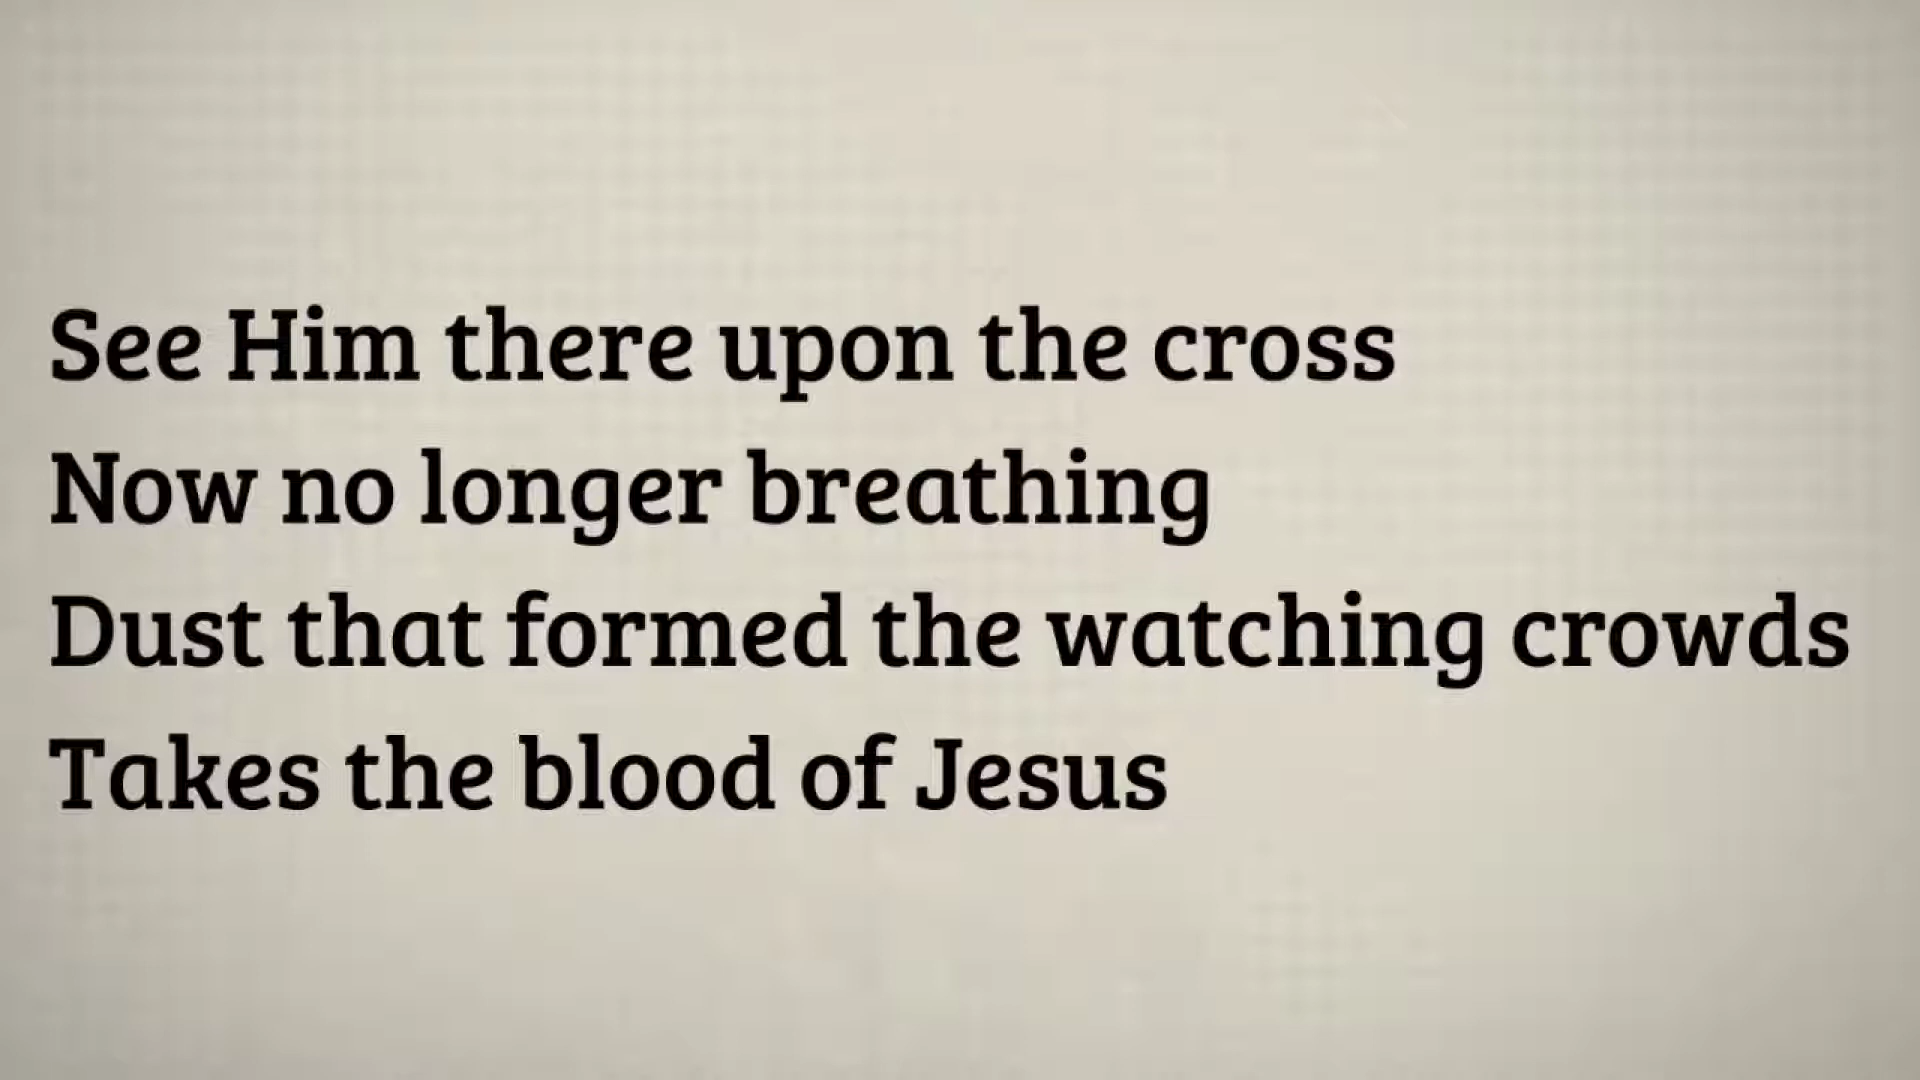 See Him there upon the cross
Now no longer breathing
Dust that formed the watching crowds
Takes the blood of Jesus